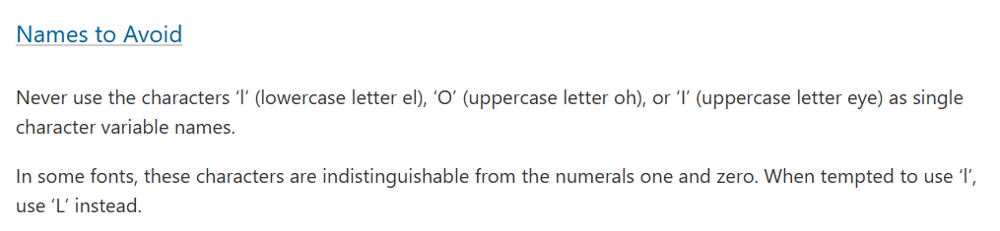 Names to Avoid
Never use the characters ‘l’ (lowercase letter el), ‘O’ (uppercase letter oh), or ‘I’ (uppercase letter eye) as single
character variable names.
In some fonts, these characters are indistinguishable from the numerals one and zero. When tempted to use ‘l’,
use ‘L’ instead.